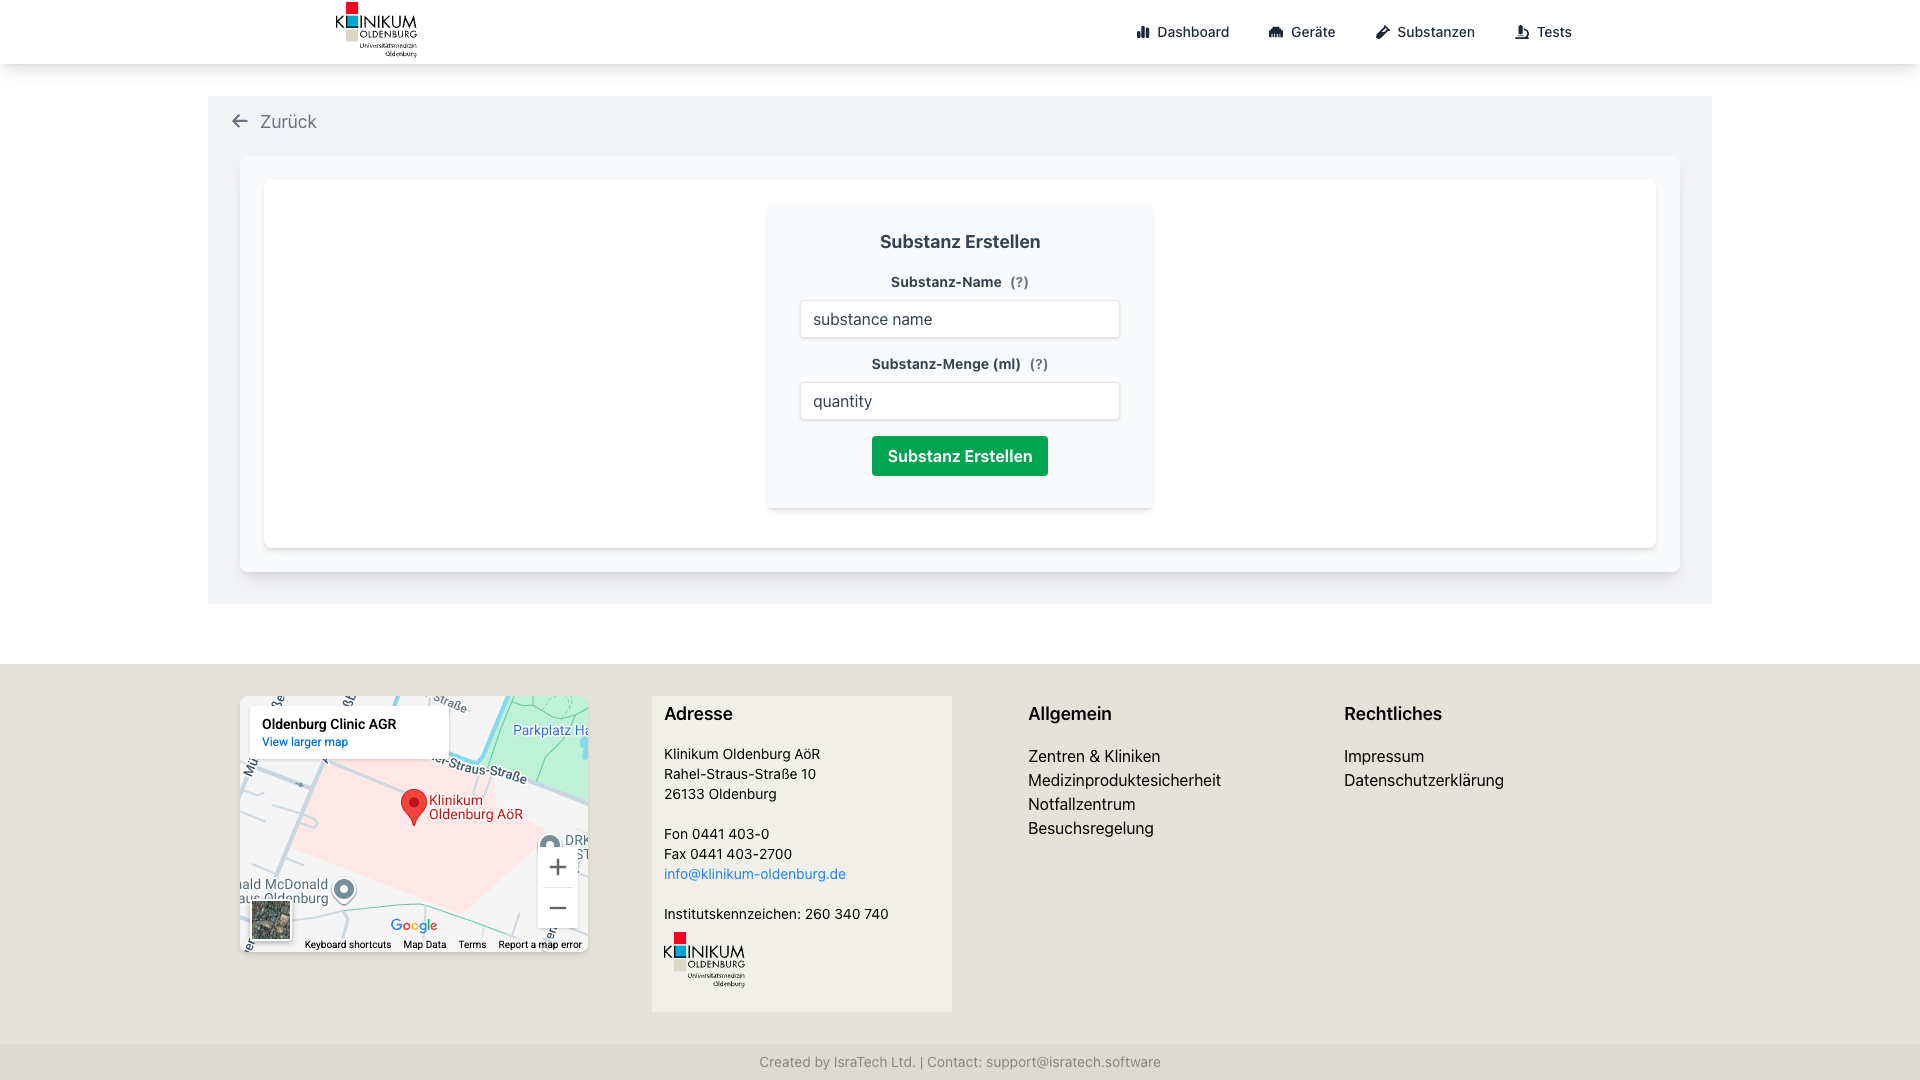 KLINIKUM
OLDENBURG
Universitätsmedizin
Oldenburg
Dashboard
Geräte
Substanzen
Tests
Zurück
Substanz Erstellen
Substanz-Name (?)
substance name
Substanz-Menge (ml) (?)
quantity
Substanz Erstellen
Oldenburg Clinic AGR
View larger map
Straße
Parkplatz
-Straus-Straße
Klinikum
Oldenburg AöR
DRK
ald McDonald
aus Oldenburg
Google
Keyboard shortcuts
Map Data
Terms
Report a map error
Adresse
Klinikum Oldenburg AöR
Rahel-Straus-Straße 10
26133 Oldenburg
Fon 0441 403-0
Fax 0441 403-2700
info@klinikum-oldenburg.de
Institutskennzeichen: 260 340 740
KLINIKUM
OLDENBURG
Universitätsmedizin
Oldenburg
Allgemein
Zentren & Kliniken
Medizinproduktesicherheit
Notfallzentrum
Besuchsregelung
Rechtliches
Impressum
Datenschutzerklärung
Created by IsraTech Ltd. | Contact: support@isratech.software